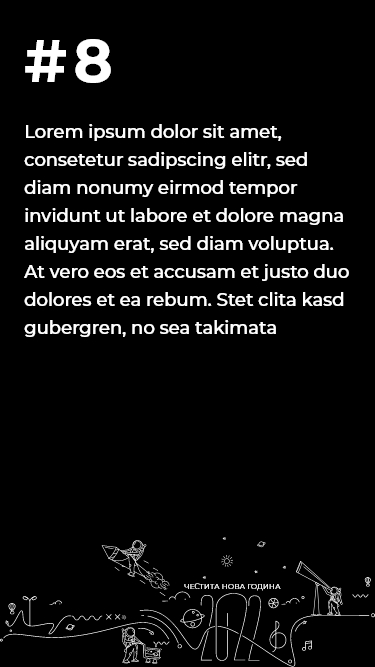 #8
Lorem ipsum dolor sit amet,
consetetur sadipscing elitr, sed
diam nonumy eirmod tempor
invidunt ut labore et dolore magna
aliquyam erat, sed diam voluptua.
At vero eos et accusam et justo duo
dolores et ea rebum. Stet clita kasd
gubergren, no sea takimata
ЧЕСТИТА НОВА ГОДИНА
2022